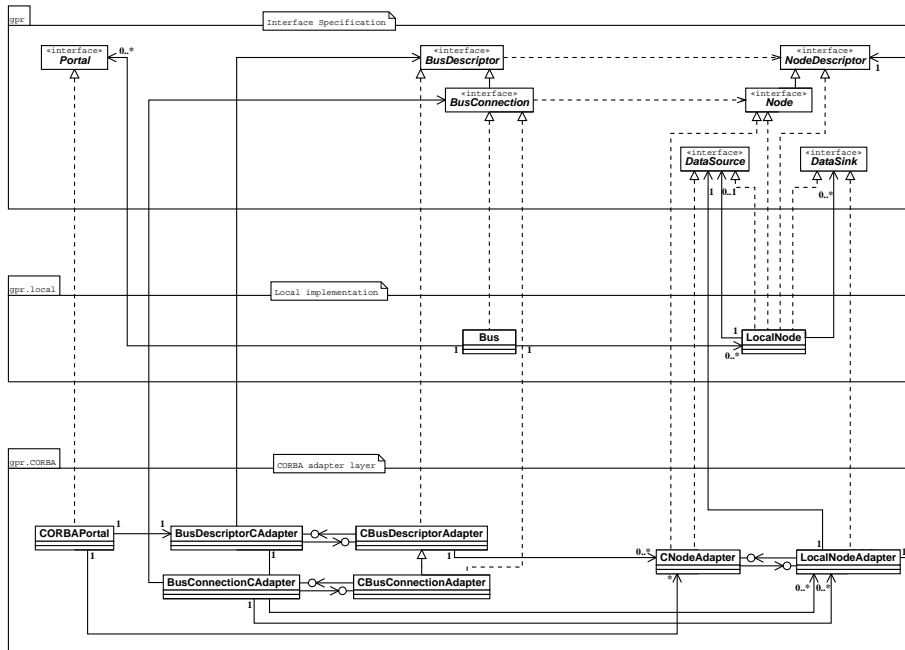 gpr
Interface Specification
«interface»
Portal
0..*
«interface»
BusDescriptor
«interface»
NodeDescriptor
1
«interface»
BusConnection
«interface»
Node
«interface»
DataSource
«interface»
DataSink
1
0..1
0..*
gpr.local
Local implementation
Bus
1
1
LocalNode
1
0..*
gpr.CORBA
CORBA adapter layer
CORBAPortal
1
1
BusDescriptorCAdapter
CBusDescriptorAdapter
1
1
1
0..*
CNodeAdapter
1
LocalNodeAdapter
1
BusConnectionCAdapter
CBusConnectionAdapter
1
*
0..*
0..*